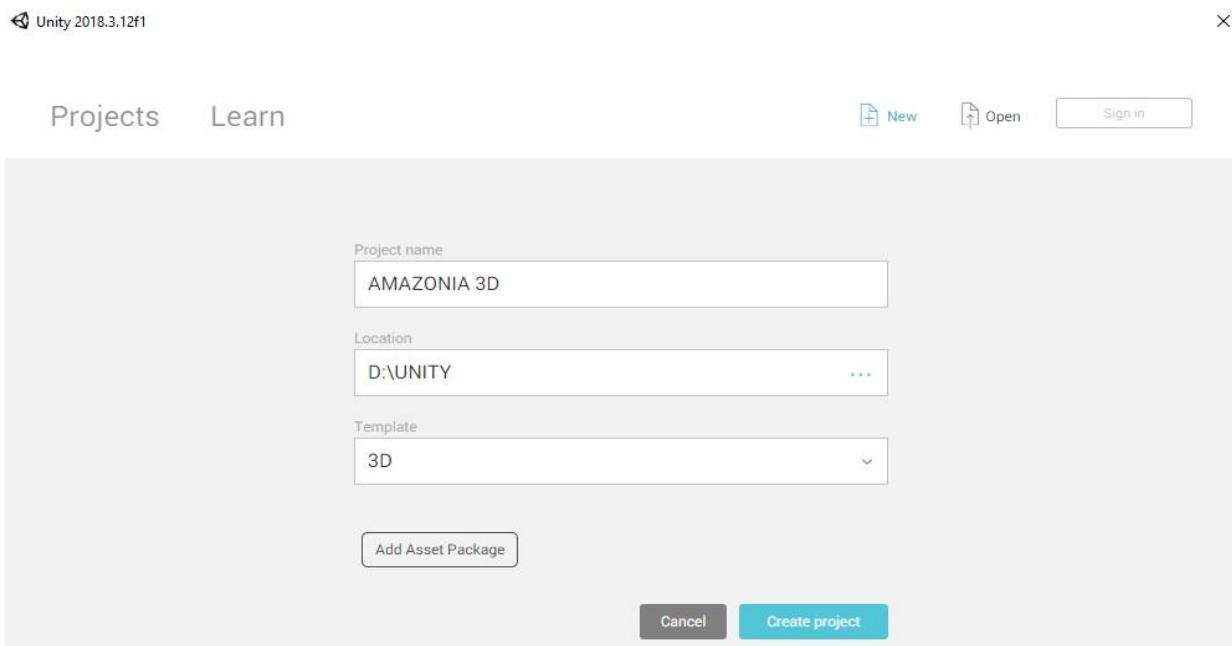 Unity 2018.3.12f1
Projects Learn New Open Sign in
Project name
AMAZONIA 3D
Location
D:\UNITY
Template
3D
Add Asset Package
Cancel Create project